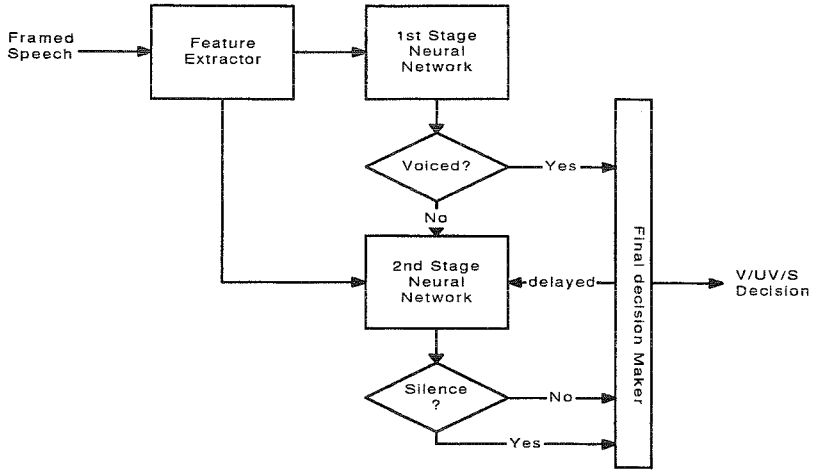 Framed
Speech
Feature
Extractor
1st Stage
Neural
Network
Voiced?
Yes
No
2nd Stage
Neural
Network
delayed
Final decision Maker
V/UV/S
Decision
Silence
?
No
Yes